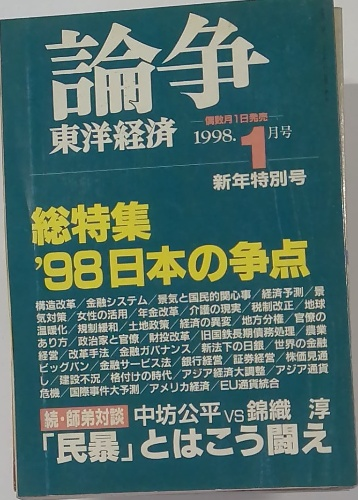 論争
東洋経済
偶数月1日発売
1998.1月号
新年特別号
総特集
'98日本の争点
構造改革／金融システム／景気と国民的関心事／経済予測／景
気対策／女性の活用／年金改革／介護の現実／税制改正／地球
温暖化／規制緩和／土地政策／経済の異変／地方分権／官僚の
あり方／政治家と官僚／財投改革／旧国鉄長期債務処理／農業
経営／改革手法／金融ガバナンス／新法下の日銀／世界の金融
ビッグバン／金融サービス法／銀行経営／証券経営／株価見通
し／建設不況／格付けの時代／アジア経済大調整／アジア通貨
危機／国際事件大予測／アメリカ経済／EU通貨統合
続・師弟対談 中坊公平VS錦織 淳
「民暴」とはこう闘え